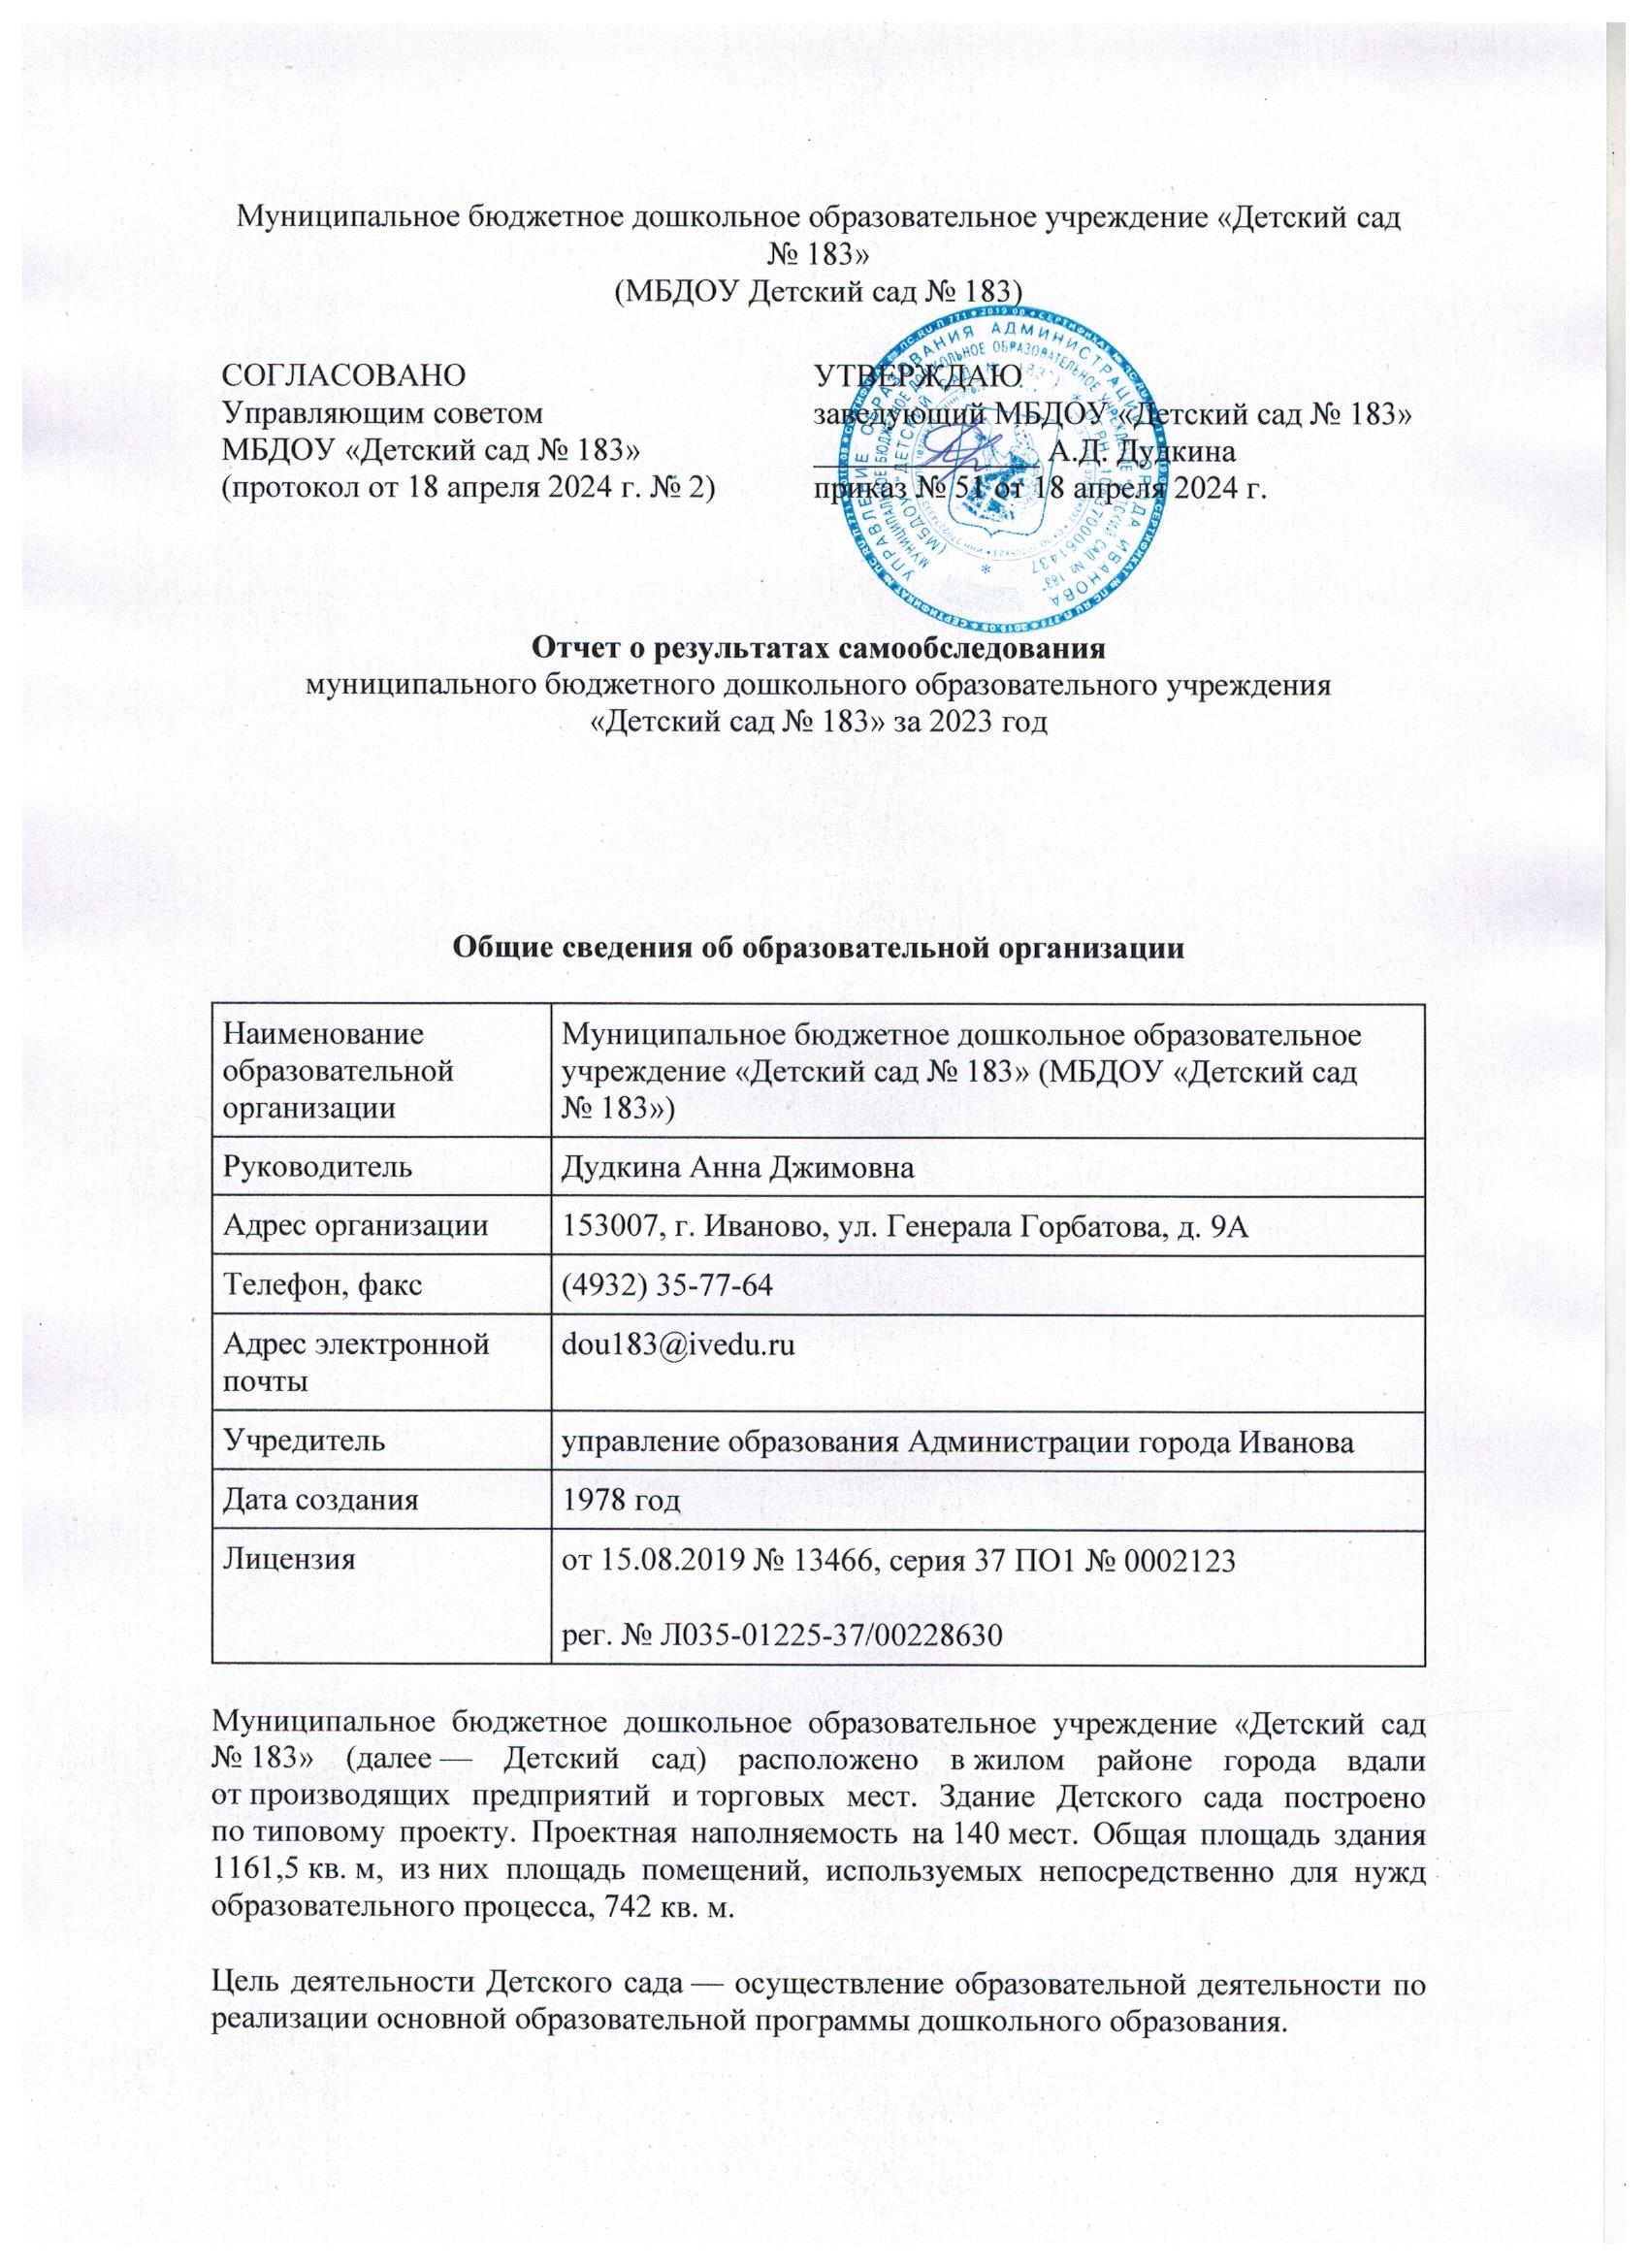 Муниципальное бюджетное дошкольное образовательное учреждение «Детский сад
№ 183»
(МБДОУ Детский сад № 183)
СОГЛАСОВАНО
Управляющим советом
МБДОУ «Детский сад № 183»
(протокол от 18 апреля 2024 г. № 2)
УТВЕРЖДАЮ
заведующий МБДОУ «Детский сад № 183»
А.Д. Дудкина
приказ № 51 от 18 апреля 2024 г.
УПРАВЛЕНИЕ ОБРАЗОВАНИЯ АДМИНИСТРАЦИИ ГОРОДА ИВАНОВА
Отчет о результатах самообследования
муниципального бюджетного дошкольного образовательного учреждения
«Детский сад № 183» за 2023 год
Общие сведения об образовательной организации
Наименование
образовательной
организации
Муниципальное бюджетное дошкольное образовательное
учреждение «Детский сад № 183» (МБДОУ «Детский сад
№ 183»)
Руководитель
Дудкина Анна Джимовна
Адрес организации
153007, г. Иваново, ул. Генерала Горбатова, д. 9А
Телефон, факс
(4932) 35-77-64
Адрес электронной
почты
dou183@ivedu.ru
Учредитель
управление образования Администрации города Иванова
Дата создания
1978 год
Лицензия
от 15.08.2019 № 13466, серия 37 ПО1 № 0002123
рег. № Л035-01225-37/00228630
Муниципальное бюджетное дошкольное образовательное учреждение «Детский сад
№ 183» (далее — Детский сад) расположено в жилом районе города вдали
от производящих предприятий и торговых мест. Здание Детского сада построено
по типовому проекту. Проектная наполняемость на 140 мест. Общая площадь здания
1161,5 кв. м, из них площадь помещений, используемых непосредственно для нужд
образовательного процесса, 742 кв. м.
Цель деятельности Детского сада — осуществление образовательной деятельности по
реализации основной образовательной программы дошкольного образования.